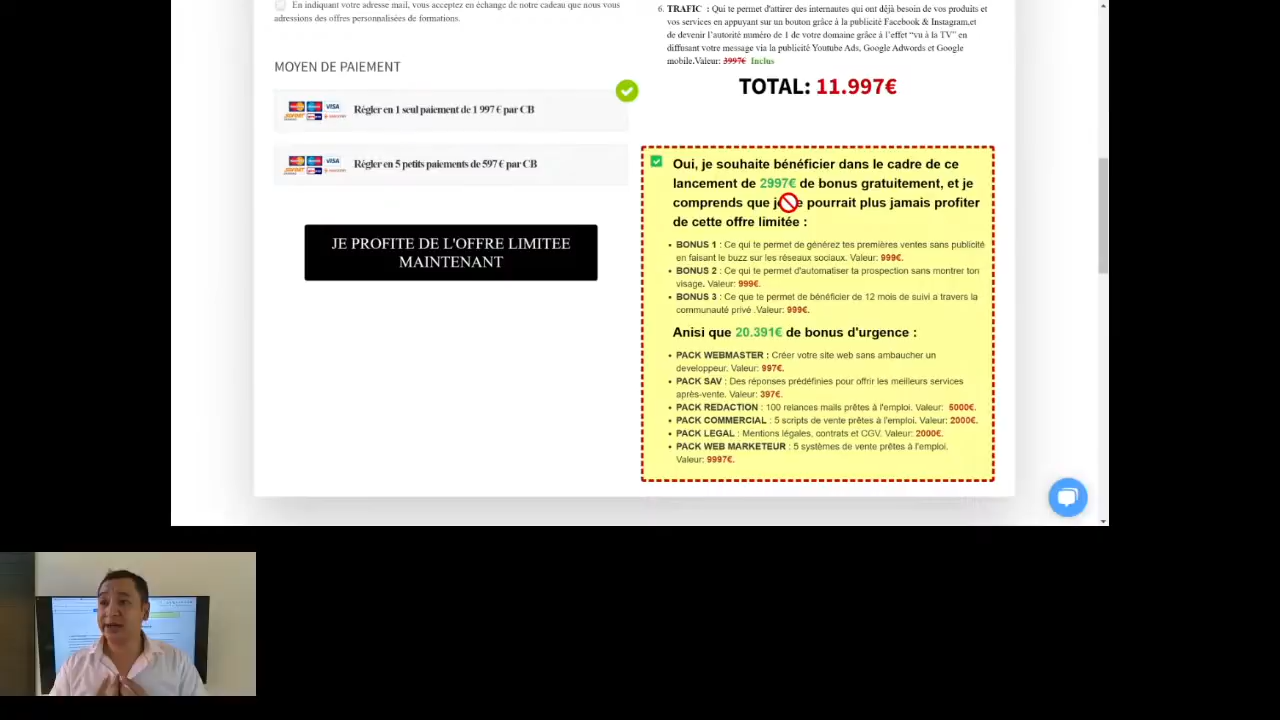 En indiquant votre adresse mail, vous acceptez en échange de notre cadeau que nous vous
adressions des offres personnalisées de formations.
MOYEN DE PAIEMENT
VISA
Régler en 1 seul paiement de 1 997 € par CB
VISA
Régler en 5 petits paiements de 597 € par CB
JE PROFITE DE L'OFFRE LIMITEE
MAINTENANT
6. TRAFIC : Qui te permet d'attirer des internautes qui ont déjà besoin de vos produits et
vos services en appuyant sur un bouton grâce à la publicité Facebook & Instagram.et
de devenir l'autorité numéro de 1 de votre domaine grâce à l'effet “vu à la TV” en
diffusant votre message via la publicité Youtube Ads, Google Adwords et Google
mobile.Valeur: 3997€ Inclus
TOTAL: 11.997€
Oui, je souhaite bénéficier dans le cadre de ce
lancement de 2997€ de bonus gratuitement, et je
comprends que pourrait plus jamais profiter
de cette offre limitée :
BONUS 1 : Ce qui te permet de générez tes premières ventes sans publicité
en faisant le buzz sur les réseaux sociaux. Valeur: 999€.
BONUS 2 : Ce qui te permet d'automatiser ta prospection sans montrer ton
visage. Valeur: 999€.
BONUS 3 : Ce que te permet de bénéficier de 12 mois de suivi a travers la
communauté privé .Valeur: 999€.
Anisi que 20.391€ de bonus d'urgence :
PACK WEBMASTER : Créer votre site web sans ambaucher un
developpeur. Valeur: 997€.
PACK SAV : Des réponses prédéfinies pour offrir les meilleurs services
après-vente. Valeur: 397€.
PACK REDACTION : 100 relances mails prêtes à l'emploi. Valeur: 5000€.
PACK COMMERCIAL : 5 scripts de vente prêtes à l'emploi. Valeur: 2000€.
PACK LEGAL : Mentions légales, contrats et CGV. Valeur: 2000€.
PACK WEB MARKETEUR : 5 systèmes de vente prêtes à l'emploi.
Valeur: 9997€.